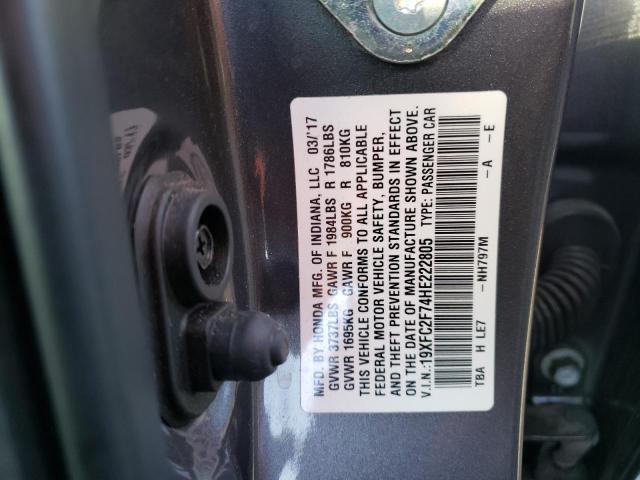 MFD. BY HONDA MFG. OF INDIANA, LLC 03/'17
GVWR 3737LBS GAWR F 1984LBS R 1786LBS
GVWR 1695KG GAWR F 900KG R 810KG
THIS VEHICLE CONFORMS TO ALL APPLICABLE
FEDERAL MOTOR VEHICLE SAFETY, BUMPER,
AND THEFT PREVENTION STANDARDS IN EFFECT
ON THE DATE OF MANUFACTURE SHOWN ABOVE.
V.I.N.:19XFC2F74HE222805 TYPE: PASSENGER CAR
TBA H LE7 -NH797M -A -E